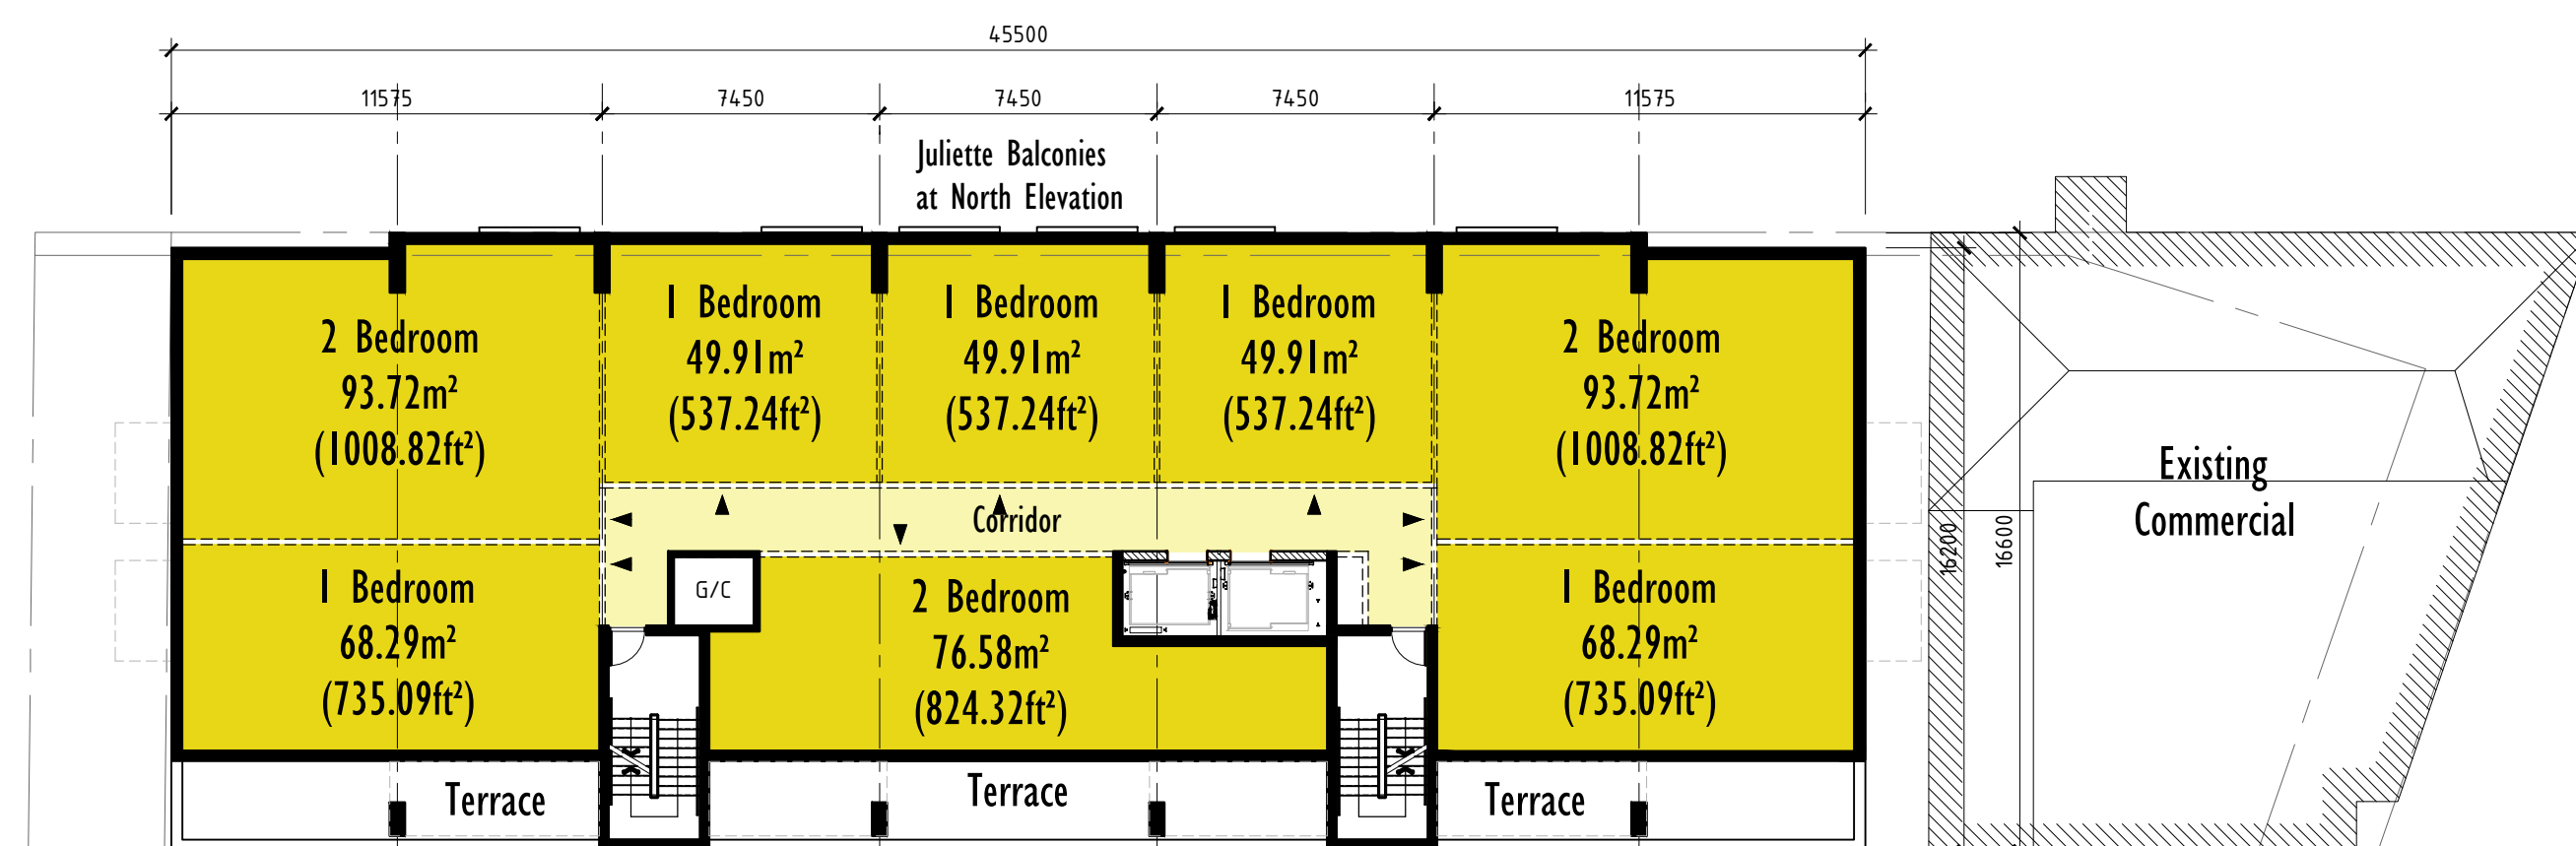 45500
11575
7450
7450
7450
11575
Juliette Balconies
at North Elevation
2 Bedroom
93.72m²
(1008.82ft²)
1 Bedroom
49.91m²
(537.24ft²)
1 Bedroom
49.91m²
(537.24ft²)
1 Bedroom
49.91m²
(537.24ft²)
2 Bedroom
93.72m²
(1008.82ft²)
Corridor
1 Bedroom
68.29m²
(735.09ft²)
G/C
2 Bedroom
76.58m²
(824.32ft²)
1 Bedroom
68.29m²
(735.09ft²)
Terrace
Terrace
Terrace
16200
16600
Existing
Commercial